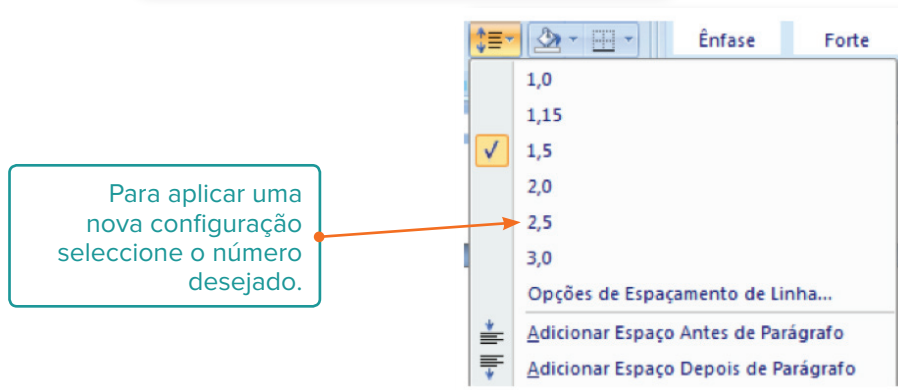 Ênfase Forte
1,0
1,15
1,5
2,0
2,5
3,0
Opções de Espaçamento de Linha...
Adicionar Espaço Antes de Parágrafo
Adicionar Espaço Depois de Parágrafo
Para aplicar uma
nova configuração
seleccione o número
desejado.